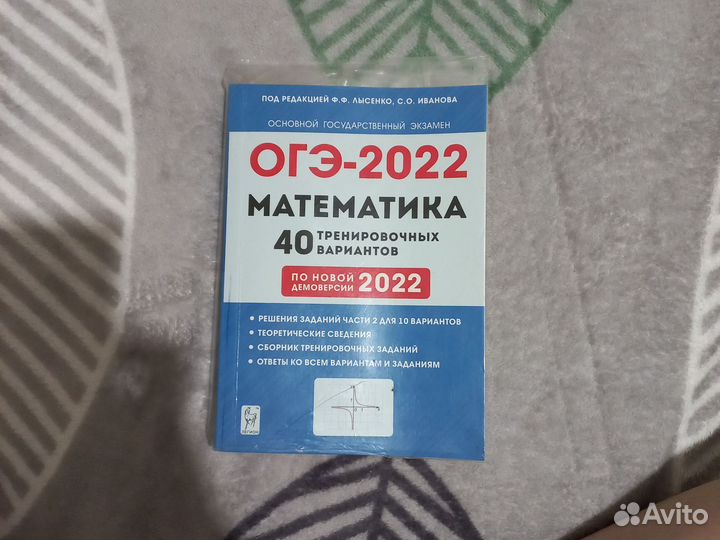 ПОД РЕДАКЦИЕЙ Ф.Ф. ЛЫСЕНКО, С.О. ИВАНОВА
ОСНОВНОЙ ГОСУДАРСТВЕННЫЙ ЭКЗАМЕН
ОГЭ-2022
МАТЕМАТИКА
40 ТРЕНИРОВОЧНЫХ
ВАРИАНТОВ
ПО НОВОЙ
ДЕМОВЕРСИИ 2022
• РЕШЕНИЯ ЗАДАНИЙ ЧАСТИ 2 ДЛЯ 10 ВАРИАНТОВ
• ТЕОРЕТИЧЕСКИЕ СВЕДЕНИЯ
• СБОРНИК ТРЕНИРОВОЧНЫХ ЗАДАНИЙ
• ОТВЕТЫ КО ВСЕМ ВАРИАНТАМ И ЗАДАНИЯМ
ЛЕГИОН
Avito